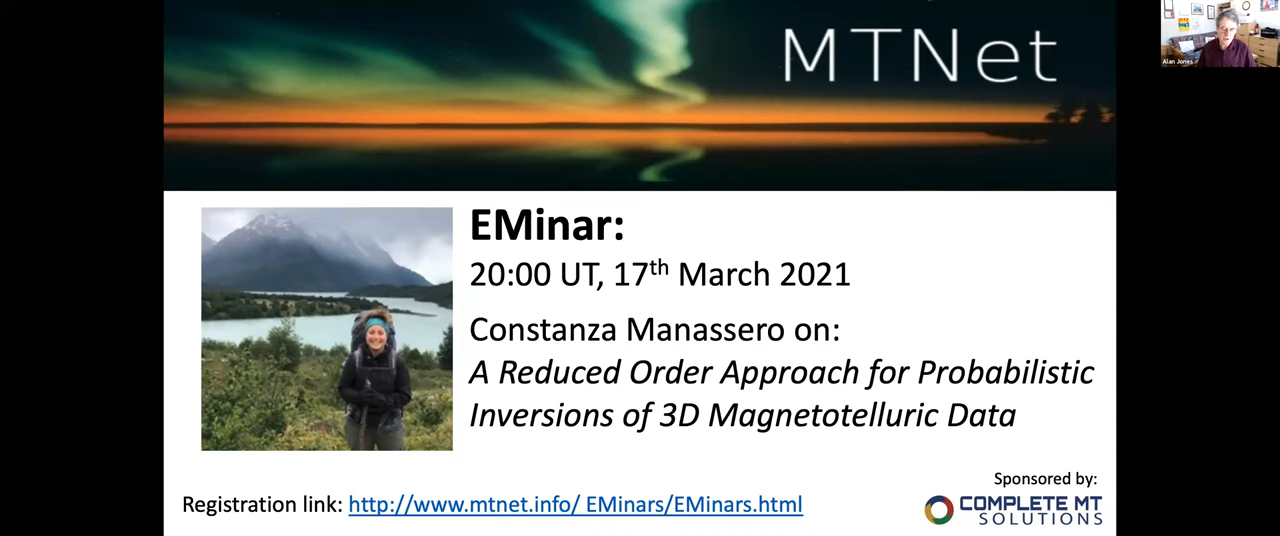 MTNet
Alan Jones
EMinar:
20:00 UT, 17th March 2021
Constanza Manassero on:
A Reduced Order Approach for Probabilistic
Inversions of 3D Magnetotelluric Data
Sponsored by:
Registration link: http://www.mtnet.info/ EMinars/EMinars.html
COMPLETE MT
SOLUTIONS